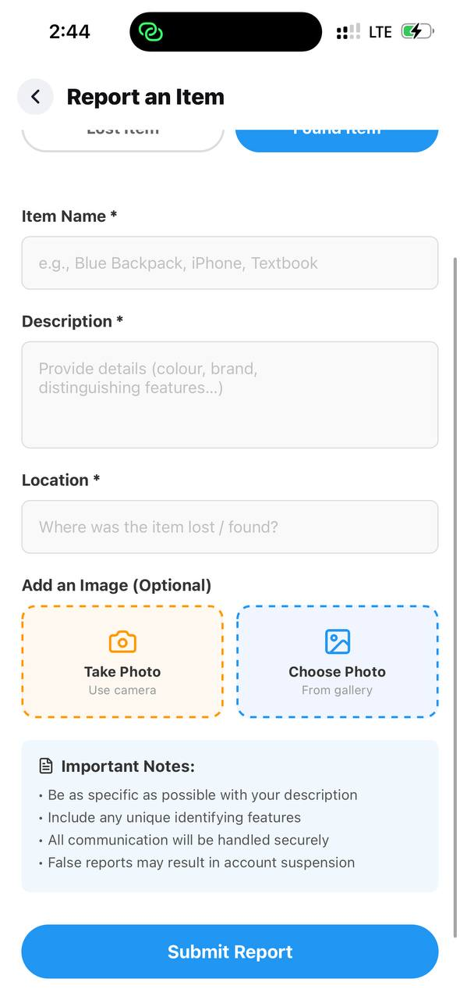 2:44
LTE
Report an Item
Lost Item
Found Item
Item Name *
e.g., Blue Backpack, iPhone, Textbook
Description *
Provide details (colour, brand,
distinguishing features...)
Location *
Where was the item lost / found?
Add an Image (Optional)
Take Photo
Use camera
Choose Photo
From gallery
Important Notes:
• Be as specific as possible with your description
• Include any unique identifying features
• All communication will be handled securely
• False reports may result in account suspension
Submit Report